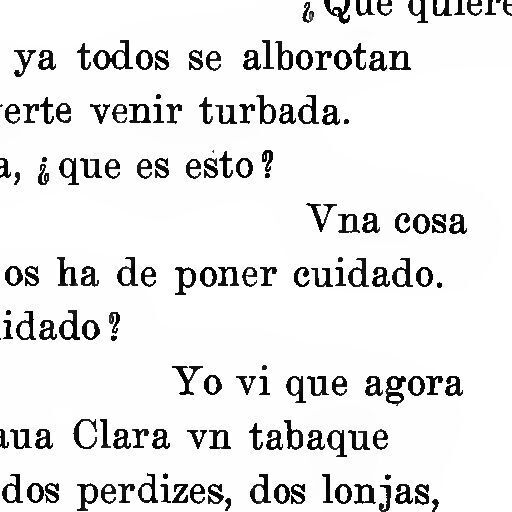 ¿Que quiere
ya todos se alborotan
verte venir turbada.
a, ¿que es esto?
Vna cosa
os ha de poner cuidado.
idado?
Yo vi que agora
aua Clara vn tabaque
dos perdizes, dos lonjas,